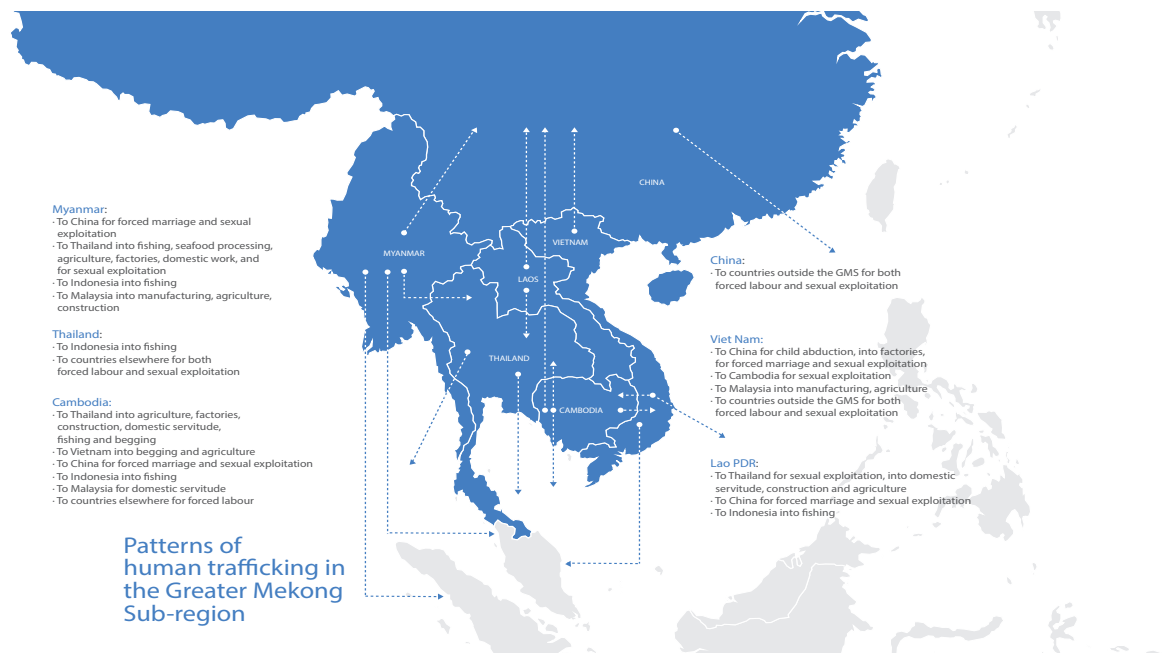 CHINA
MYANMAR
VIETNAM
LAOS
THAILAND
CAMBODIA
Myanmar:
· To China for forced marriage and sexual
exploitation
· To Thailand into fishing, seafood processing,
agriculture, factories, domestic work, and
for sexual exploitation
· To Indonesia into fishing
· To Malaysia into manufacturing, agriculture,
construction
Thailand:
· To Indonesia into fishing
· To countries elsewhere for both
forced labour and sexual exploitation
Cambodia:
· To Thailand into agriculture, factories,
construction, domestic servitude,
fishing and begging
· To Vietnam into begging and agriculture
· To China for forced marriage and sexual exploitation
· To Indonesia into fishing
· To Malaysia for domestic servitude
· To countries elsewhere for forced labour
China:
· To countries outside the GMS for both
forced labour and sexual exploitation
Viet Nam:
· To China for child abduction, into factories,
for forced marriage and sexual exploitation
· To Cambodia for sexual exploitation
· To Malaysia into manufacturing, agriculture
· To countries outside the GMS for both
forced labour and sexual exploitation
Lao PDR:
· To Thailand for sexual exploitation, into domestic
servitude, construction and agriculture
· To China for forced marriage and sexual exploitation
· To Indonesia into fishing
Patterns of
human trafficking in
the Greater Mekong
Sub-region